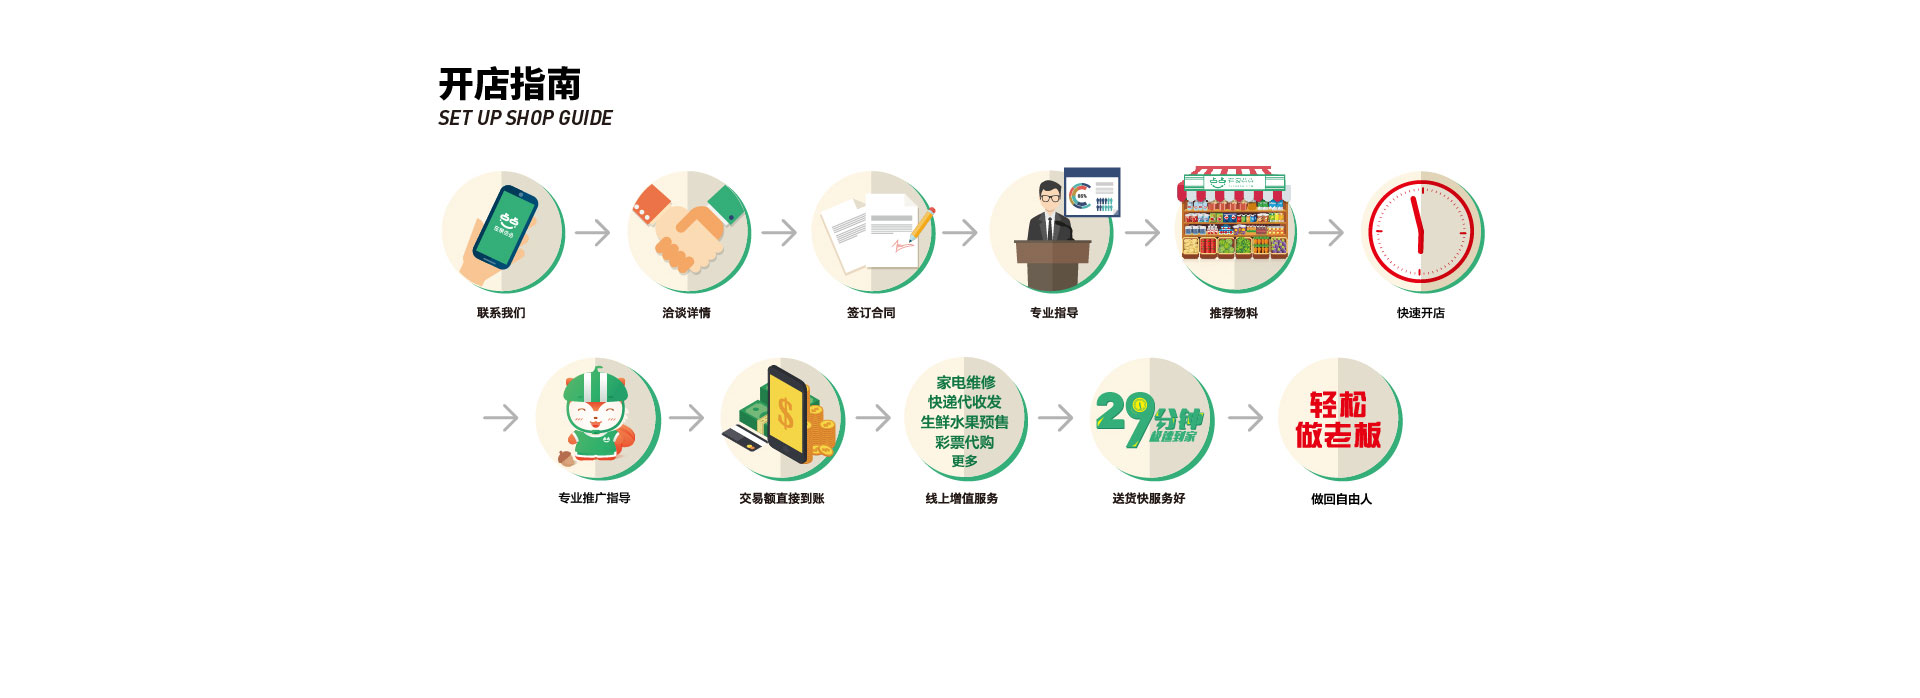 开店指南
SET UP SHOP GUIDE
联系我们
洽谈详情
签订合同
专业指导
推荐物料
快速开店
家电维修
快递代收发
生鲜水果预售
彩票代购
更多
29分钟
极速到家
轻松
做老板
专业推广指导
交易额直接到账
线上增值服务
送货快服务好
做回自由人